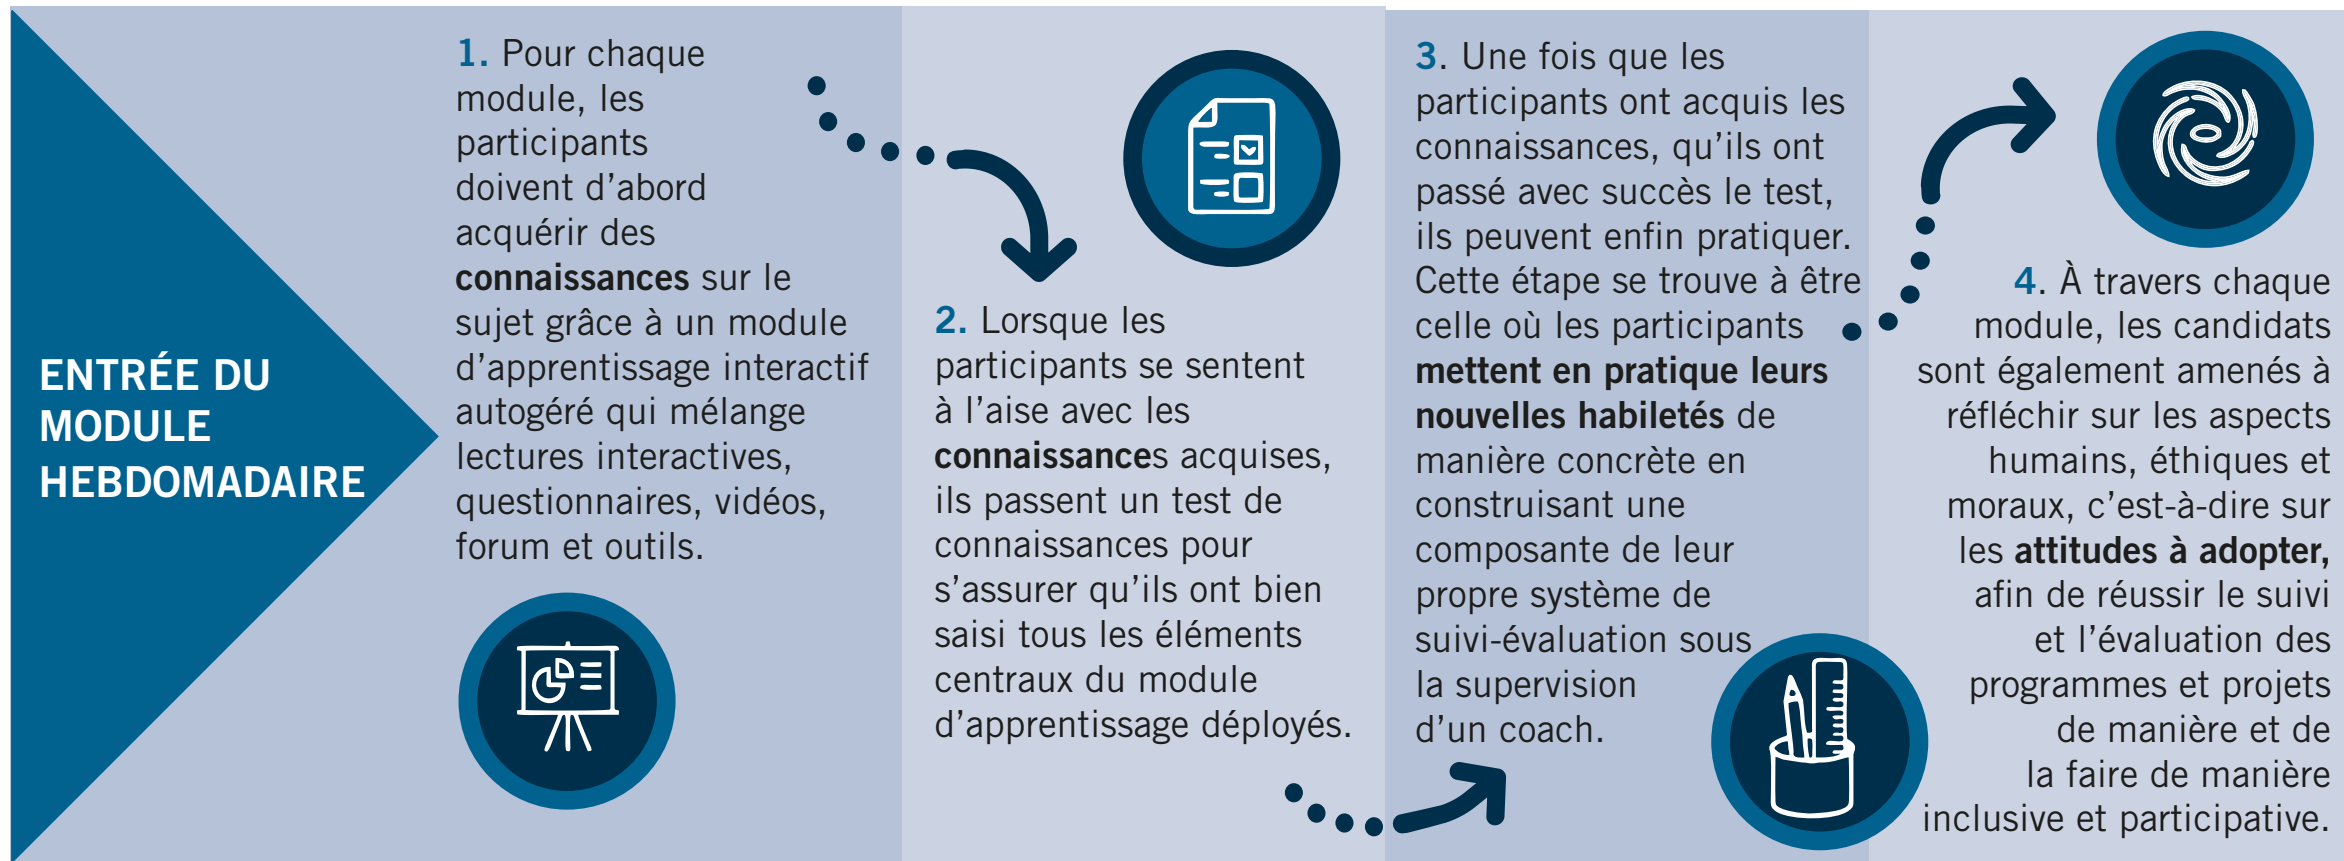 ENTRÉE DU
MODULE
HEBDOMADAIRE
1. Pour chaque
module, les
participants
doivent d’abord
acquérir des
connaissances sur le
sujet grâce à un module
d’apprentissage interactif
autogéré qui mélange
lectures interactives,
questionnaires, vidéos,
forum et outils.
2. Lorsque les
participants se sentent
à l’aise avec les
connaissances acquises,
ils passent un test de
connaissances pour
s’assurer qu’ils ont bien
saisi tous les éléments
centraux du module
d’apprentissage déployés.
3. Une fois que les
participants ont acquis les
connaissances, qu’ils ont
passé avec succès le test,
ils peuvent enfin pratiquer.
Cette étape se trouve à être
celle où les participants
mettent en pratique leurs
nouvelles habiletés de
manière concrète en
construisant une
composante de leur
propre système de
suivi-évaluation sous
la supervision
d’un coach.
4. À travers chaque
module, les candidats
sont également amenés à
réfléchir sur les aspects
humains, éthiques et
moraux, c’est-à-dire sur
les attitudes à adopter,
afin de réussir le suivi
et l’évaluation des
programmes et projets
de manière et de
la faire de manière
inclusive et participative.